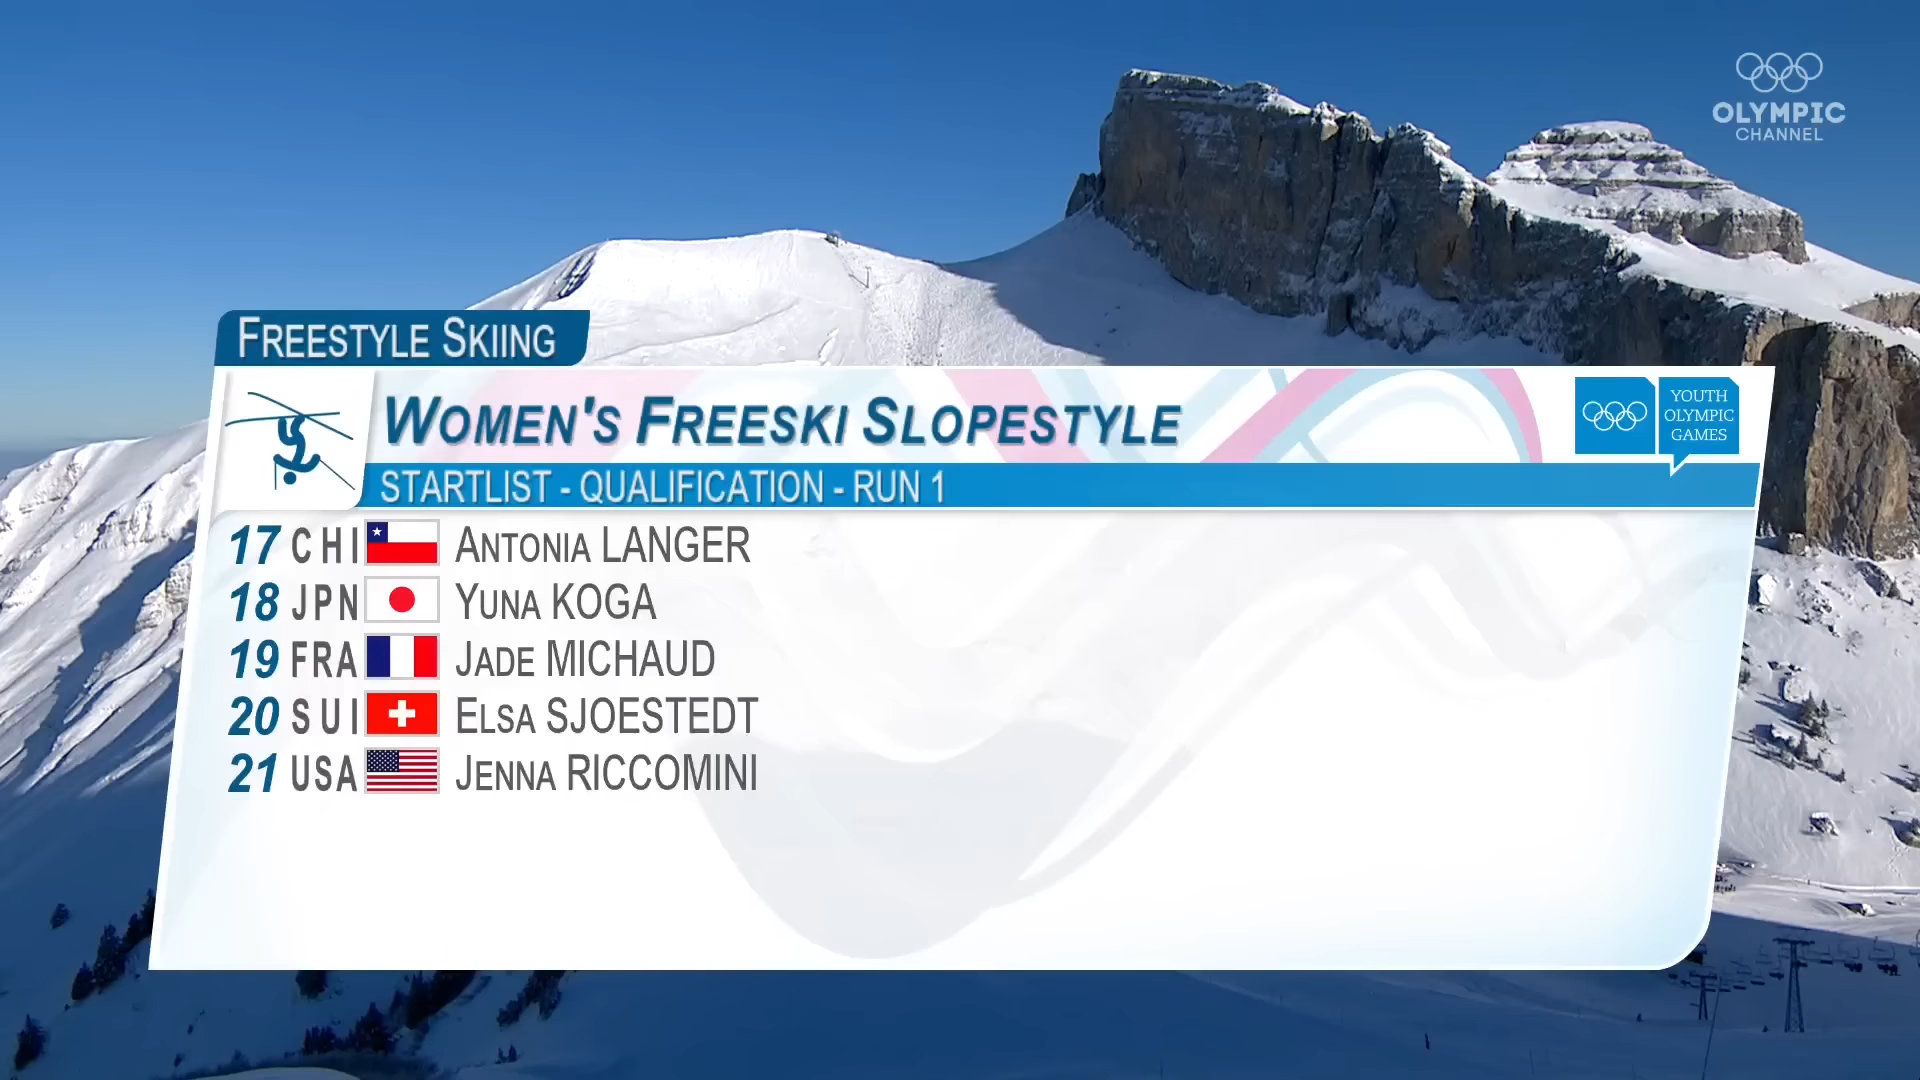 OLYMPIC
CHANNEL
FREESTYLE SKIING
WOMEN'S FREESKI SLOPESTYLE
YOUTH
OLYMPIC
GAMES
STARTLIST - QUALIFICATION - RUN 1
17 CHI ANTONIA LANGER
18 JPN YUNA KOGA
19 FRA JADE MICHAUD
20 SUI ELSA SJOESTEDT
21 USA JENNA RICCOMINI